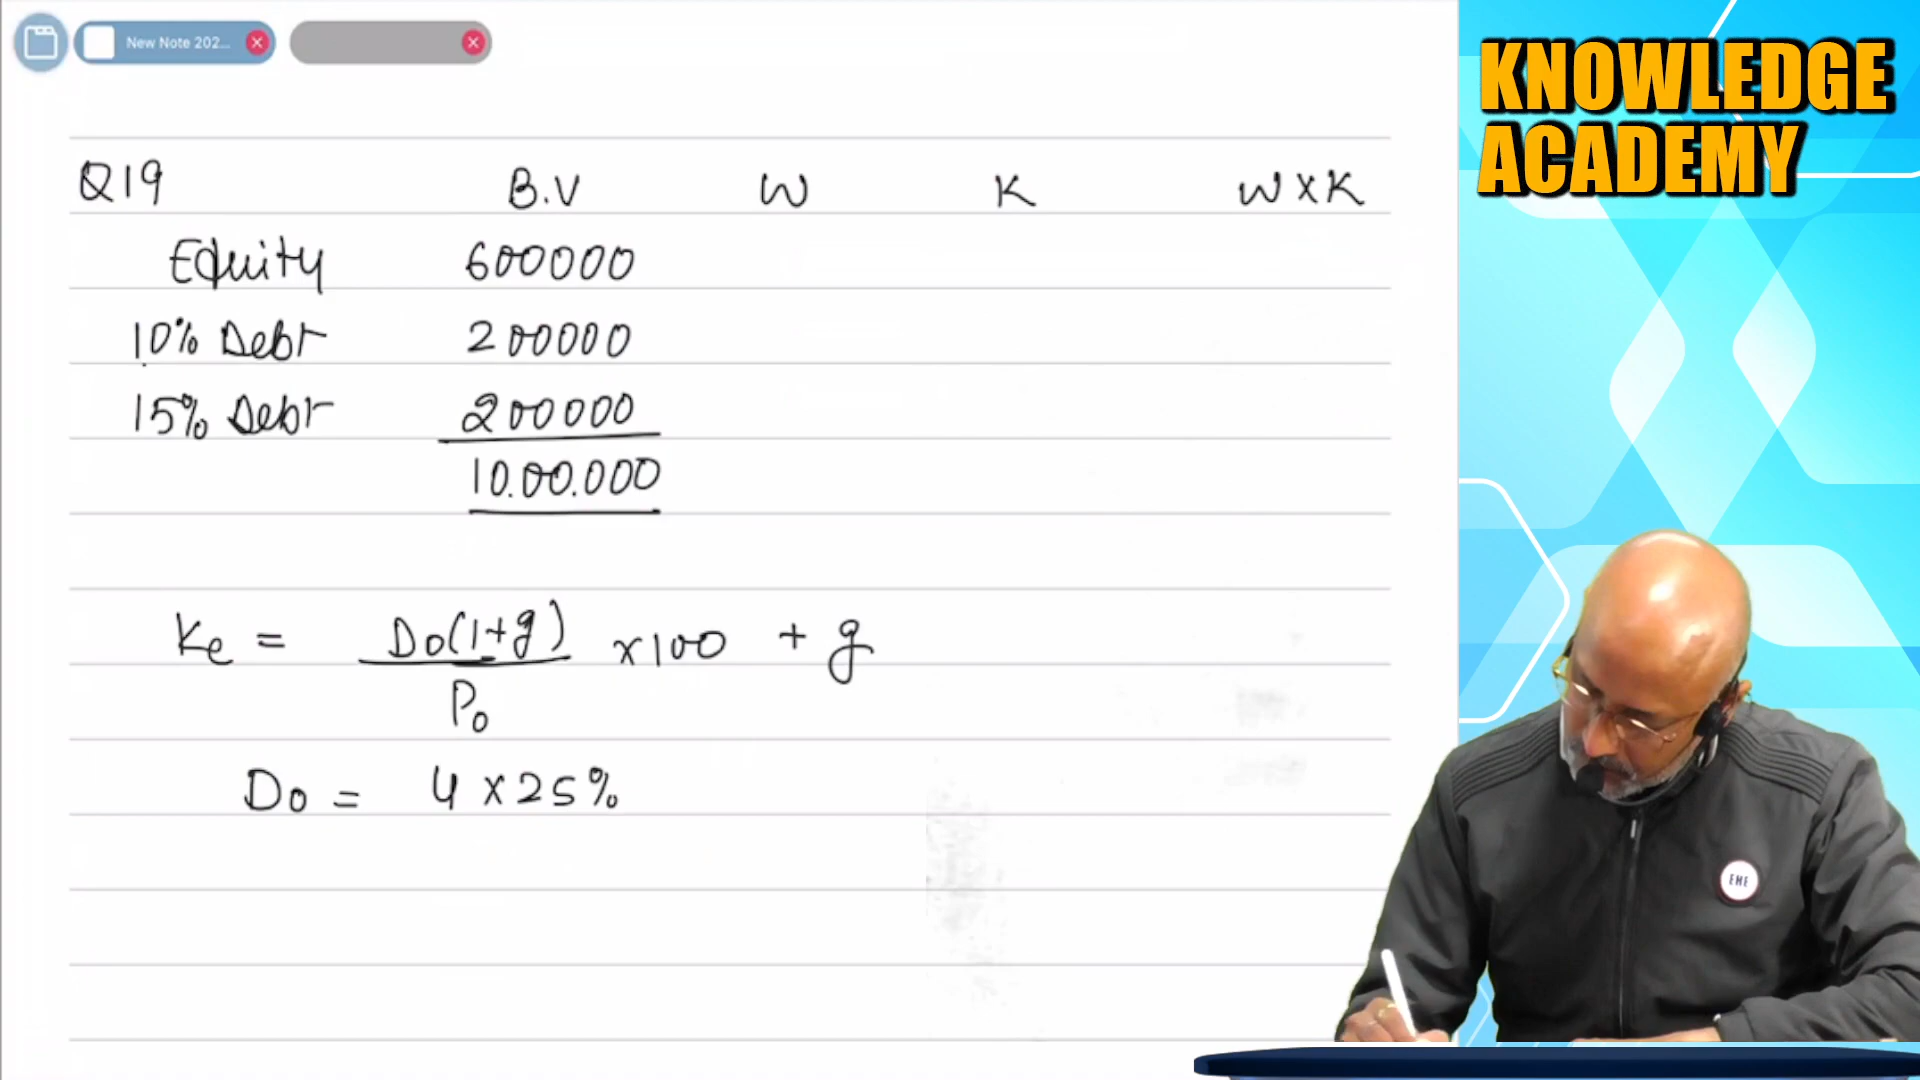 New Note 202...
KNOWLEDGE
ACADEMY
Q19 B.V W K W X K
Equity 600000
10% Debt 200000
15% Debt 200000
10.00.000
Ke = Do(1+g) x100 + g
Po
Do = 4 x 25%
EHE